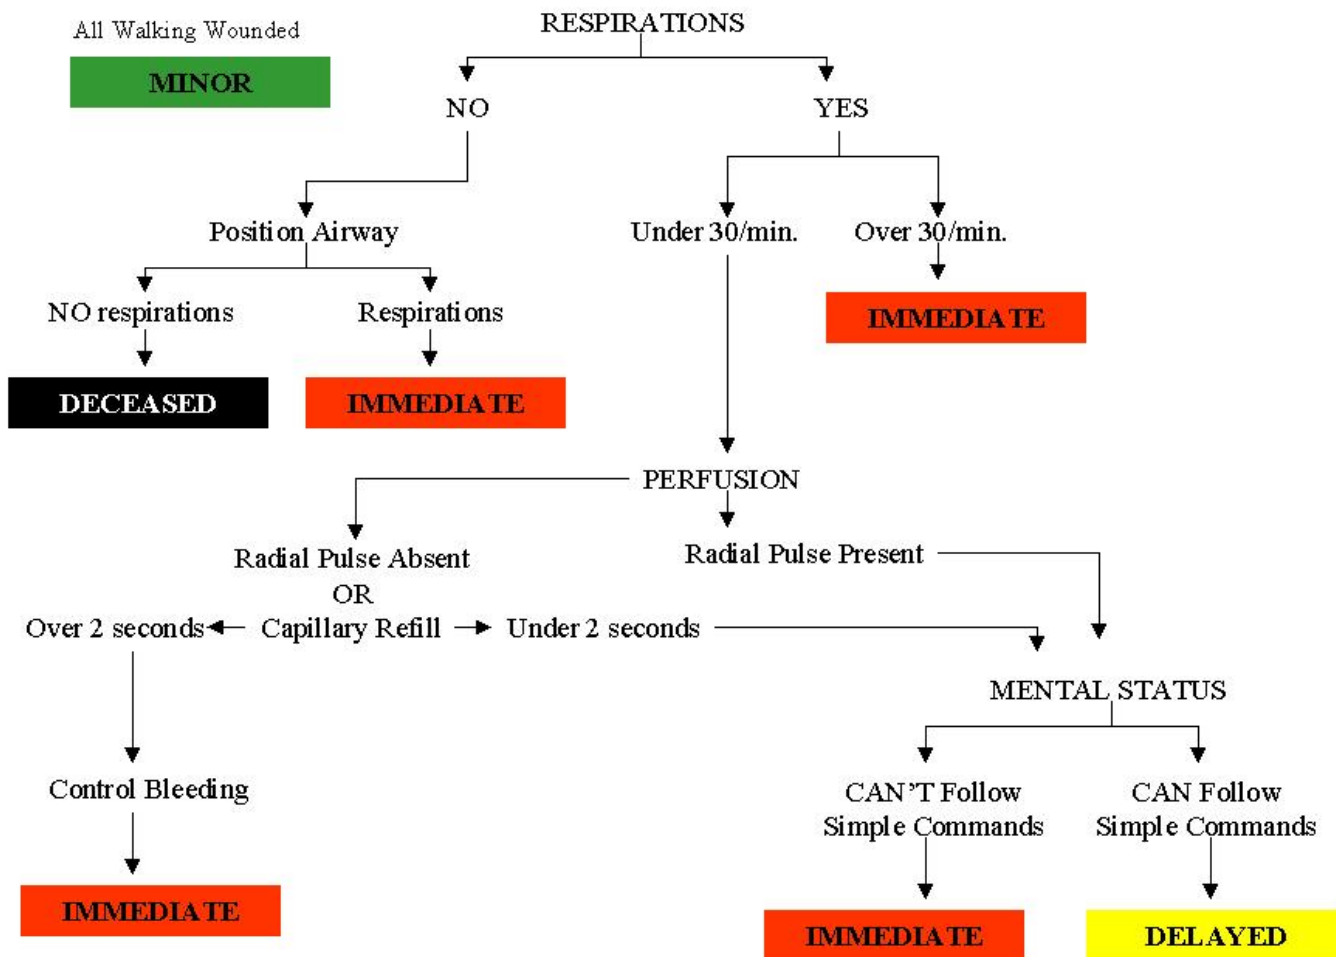 All Walking Wounded
MINOR
RESPIRATIONS
NO
YES
Position Airway
Under 30/min.
Over 30/min.
NO respirations
Respirations
IMMEDIATE
DECEASED
IMMEDIATE
PERFUSION
Radial Pulse Absent
OR
Radial Pulse Present
Over 2 seconds
Capillary Refill
Under 2 seconds
MENTAL STATUS
Control Bleeding
CAN'T Follow
Simple Commands
CAN Follow
Simple Commands
IMMEDIATE
IMMEDIATE
DELAYED